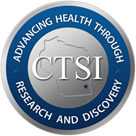 ADVANCING HEALTH THROUGH
CTSI
RESEARCH AND DISCOVERY